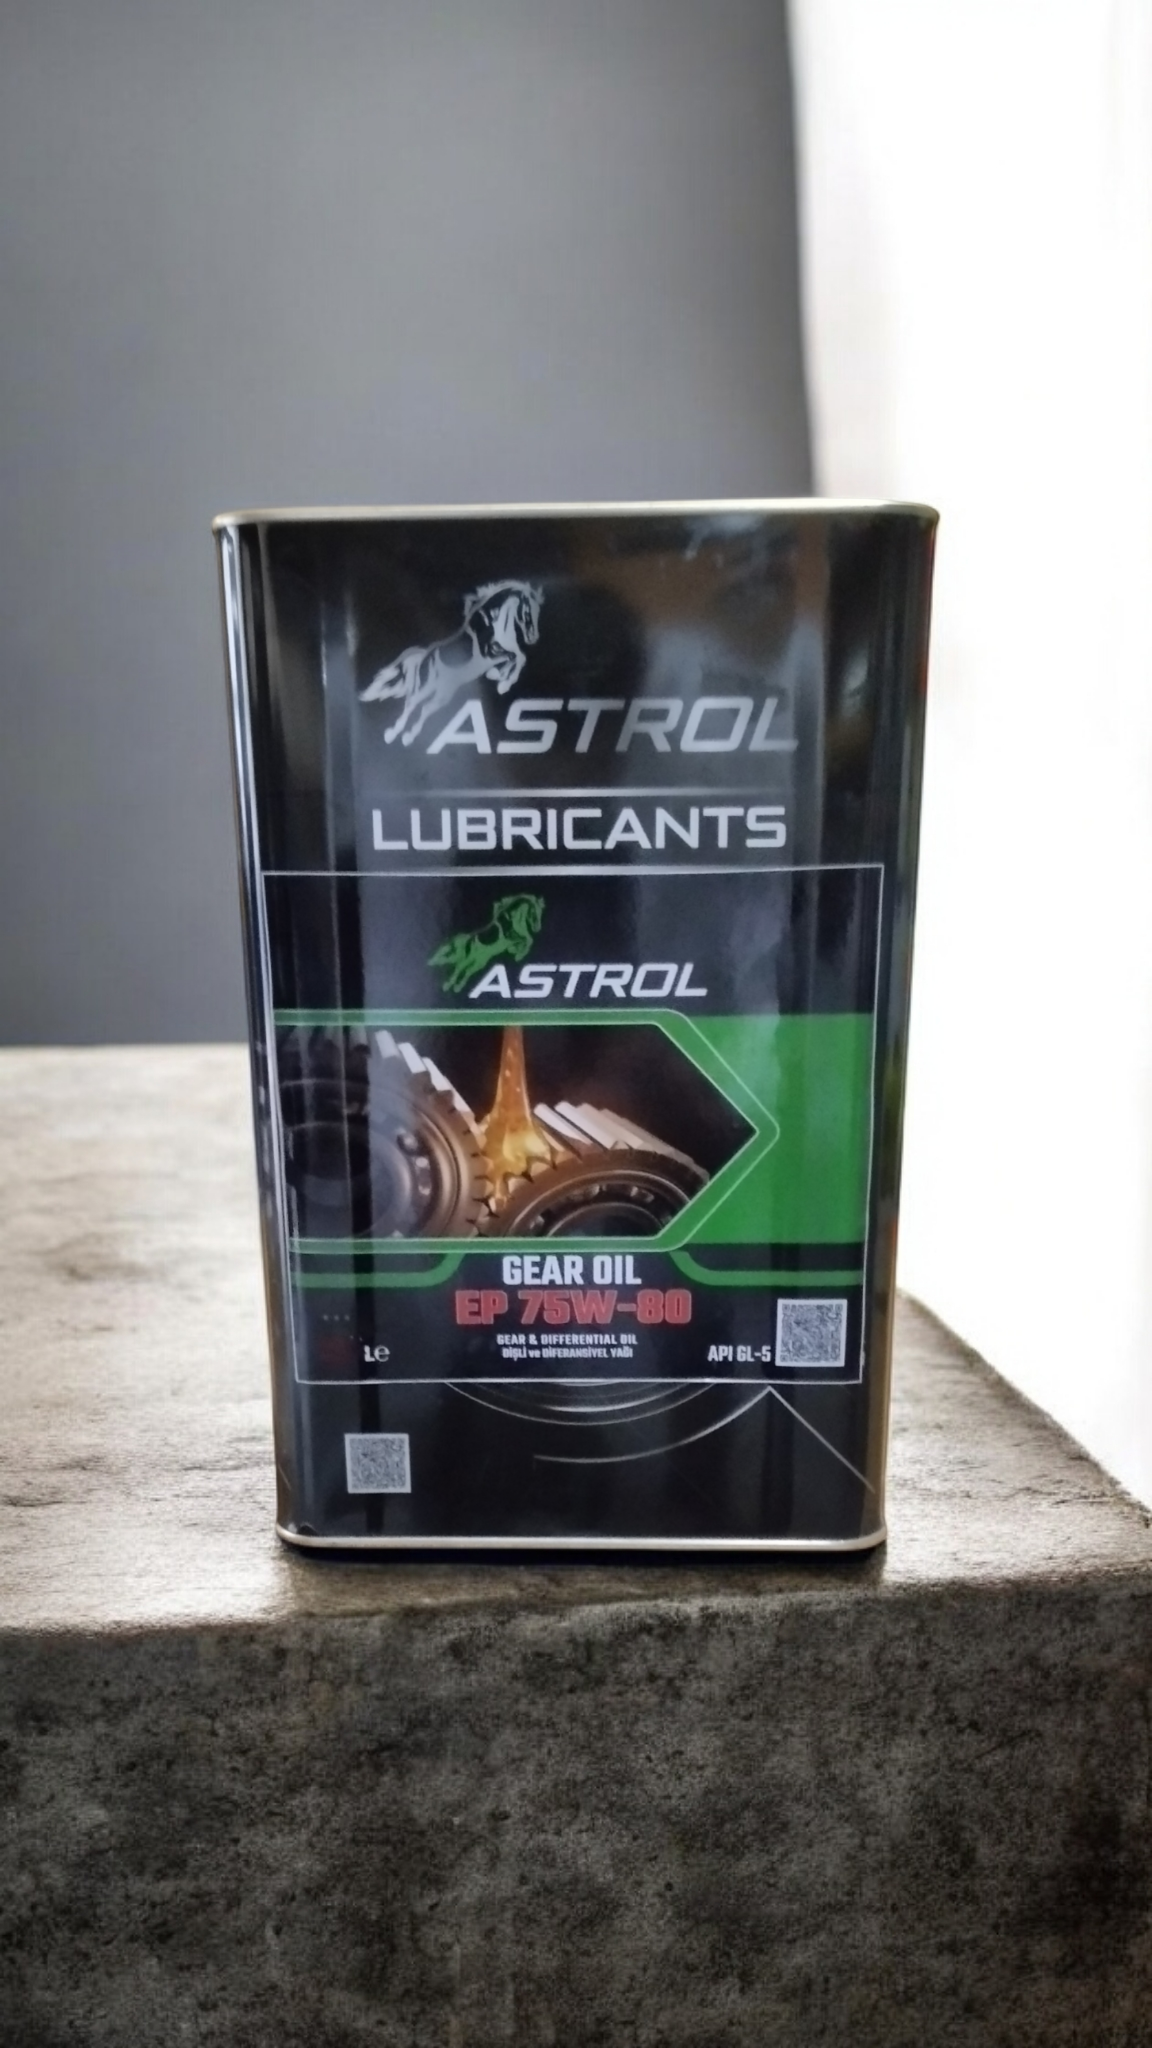 ASTROL
LUBRICANTS
ASTROL
GEAR OIL
EP 75W-80
GEAR & DIFFERENTIAL OIL
DİŞLİ ve DİFERANSİYEL YAĞI
Le
API GL-5